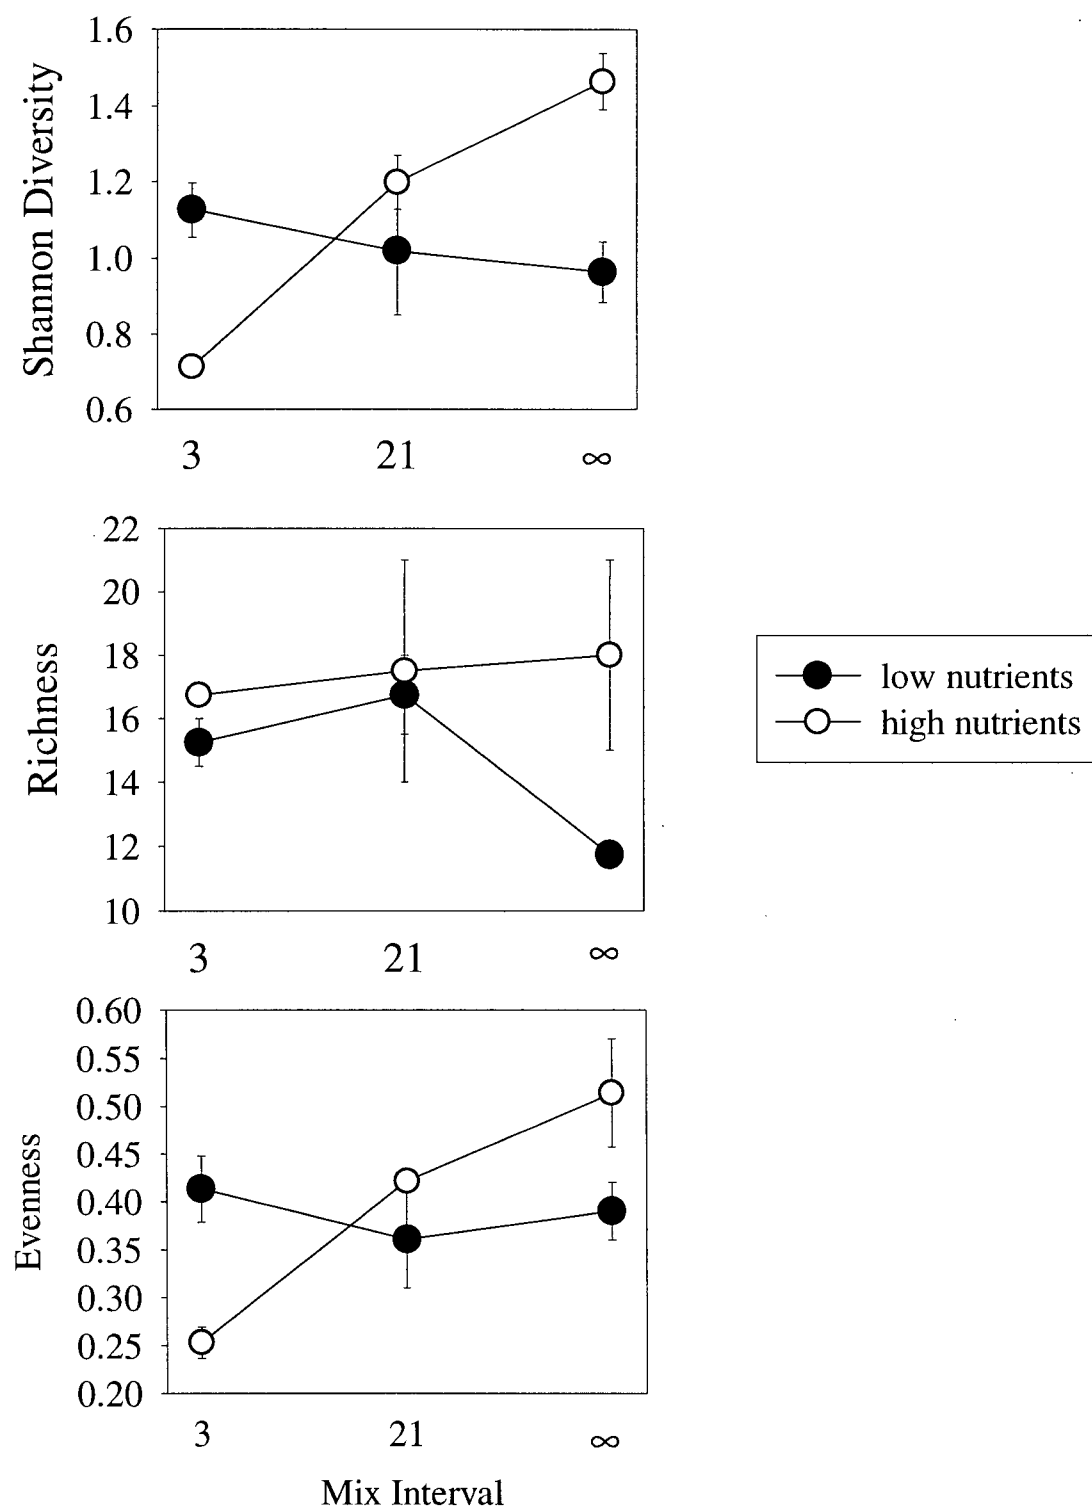 Shannon Diversity
1.6
1.4
1.2
1.0
0.8
0.6
3 21 ∞
Richness
22
20
18
16
14
12
10
3 21 ∞
low nutrients
high nutrients
Evenness
0.60
0.55
0.50
0.45
0.40
0.35
0.30
0.25
0.20
3 21 ∞
Mix Interval